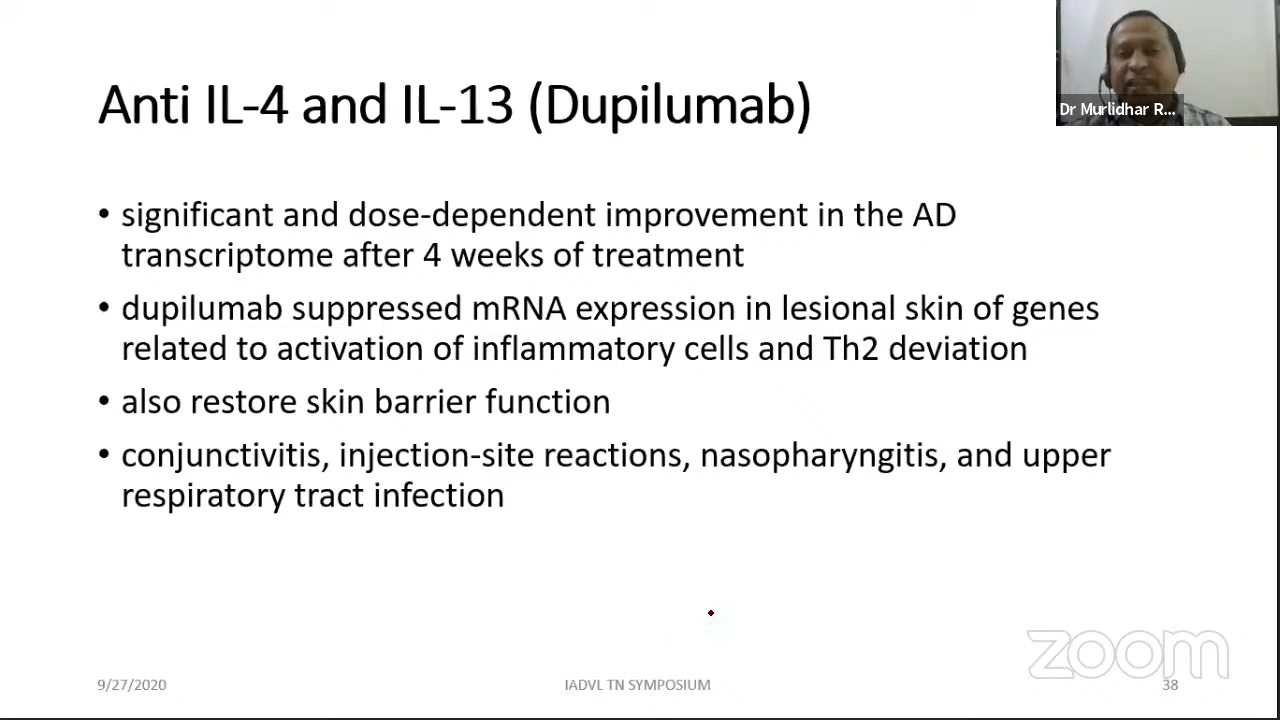 Anti IL-4 and IL-13 (Dupilumab)
Dr Murlidhar R...
• significant and dose-dependent improvement in the AD
transcriptome after 4 weeks of treatment
• dupilumab suppressed mRNA expression in lesional skin of genes
related to activation of inflammatory cells and Th2 deviation
• also restore skin barrier function
• conjunctivitis, injection-site reactions, nasopharyngitis, and upper
respiratory tract infection
zoom
9/27/2020
IADVL TN SYMPOSIUM
38